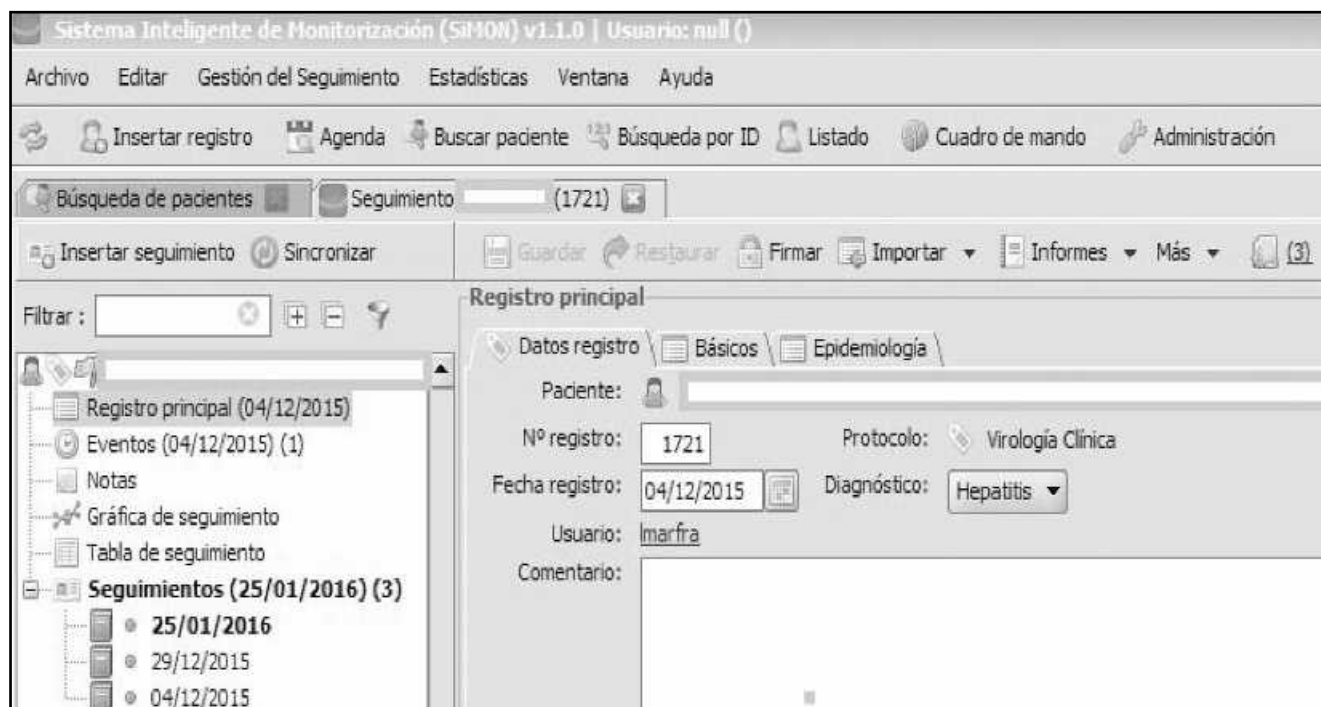 Sistema Inteligente de Monitorización (SiMON) v1.1.0 | Usuario: null ()
Archivo Editar Gestión del Seguimiento Estadísticas Ventana Ayuda
Insertar registro Agenda Buscar paciente Búsqueda por ID Listado Cuadro de mando Administración
Búsqueda de pacientes Seguimiento (1721)
Insertar seguimiento Sincronizar Guardar Restaurar Firmar Importar Informes Más (3)
Filtrar :
Registro principal
Datos registro Básicos Epidemiología
Paciente:
Registro principal (04/12/2015)
Eventos (04/12/2015) (1)
Notas
Gráfica de seguimiento
Tabla de seguimiento
Seguimientos (25/01/2016) (3)
25/01/2016
29/12/2015
04/12/2015
Nº registro: 1721 Protocolo: Virología Clínica
Fecha registro: 04/12/2015 Diagnóstico: Hepatitis
Usuario: lmarfra
Comentario: